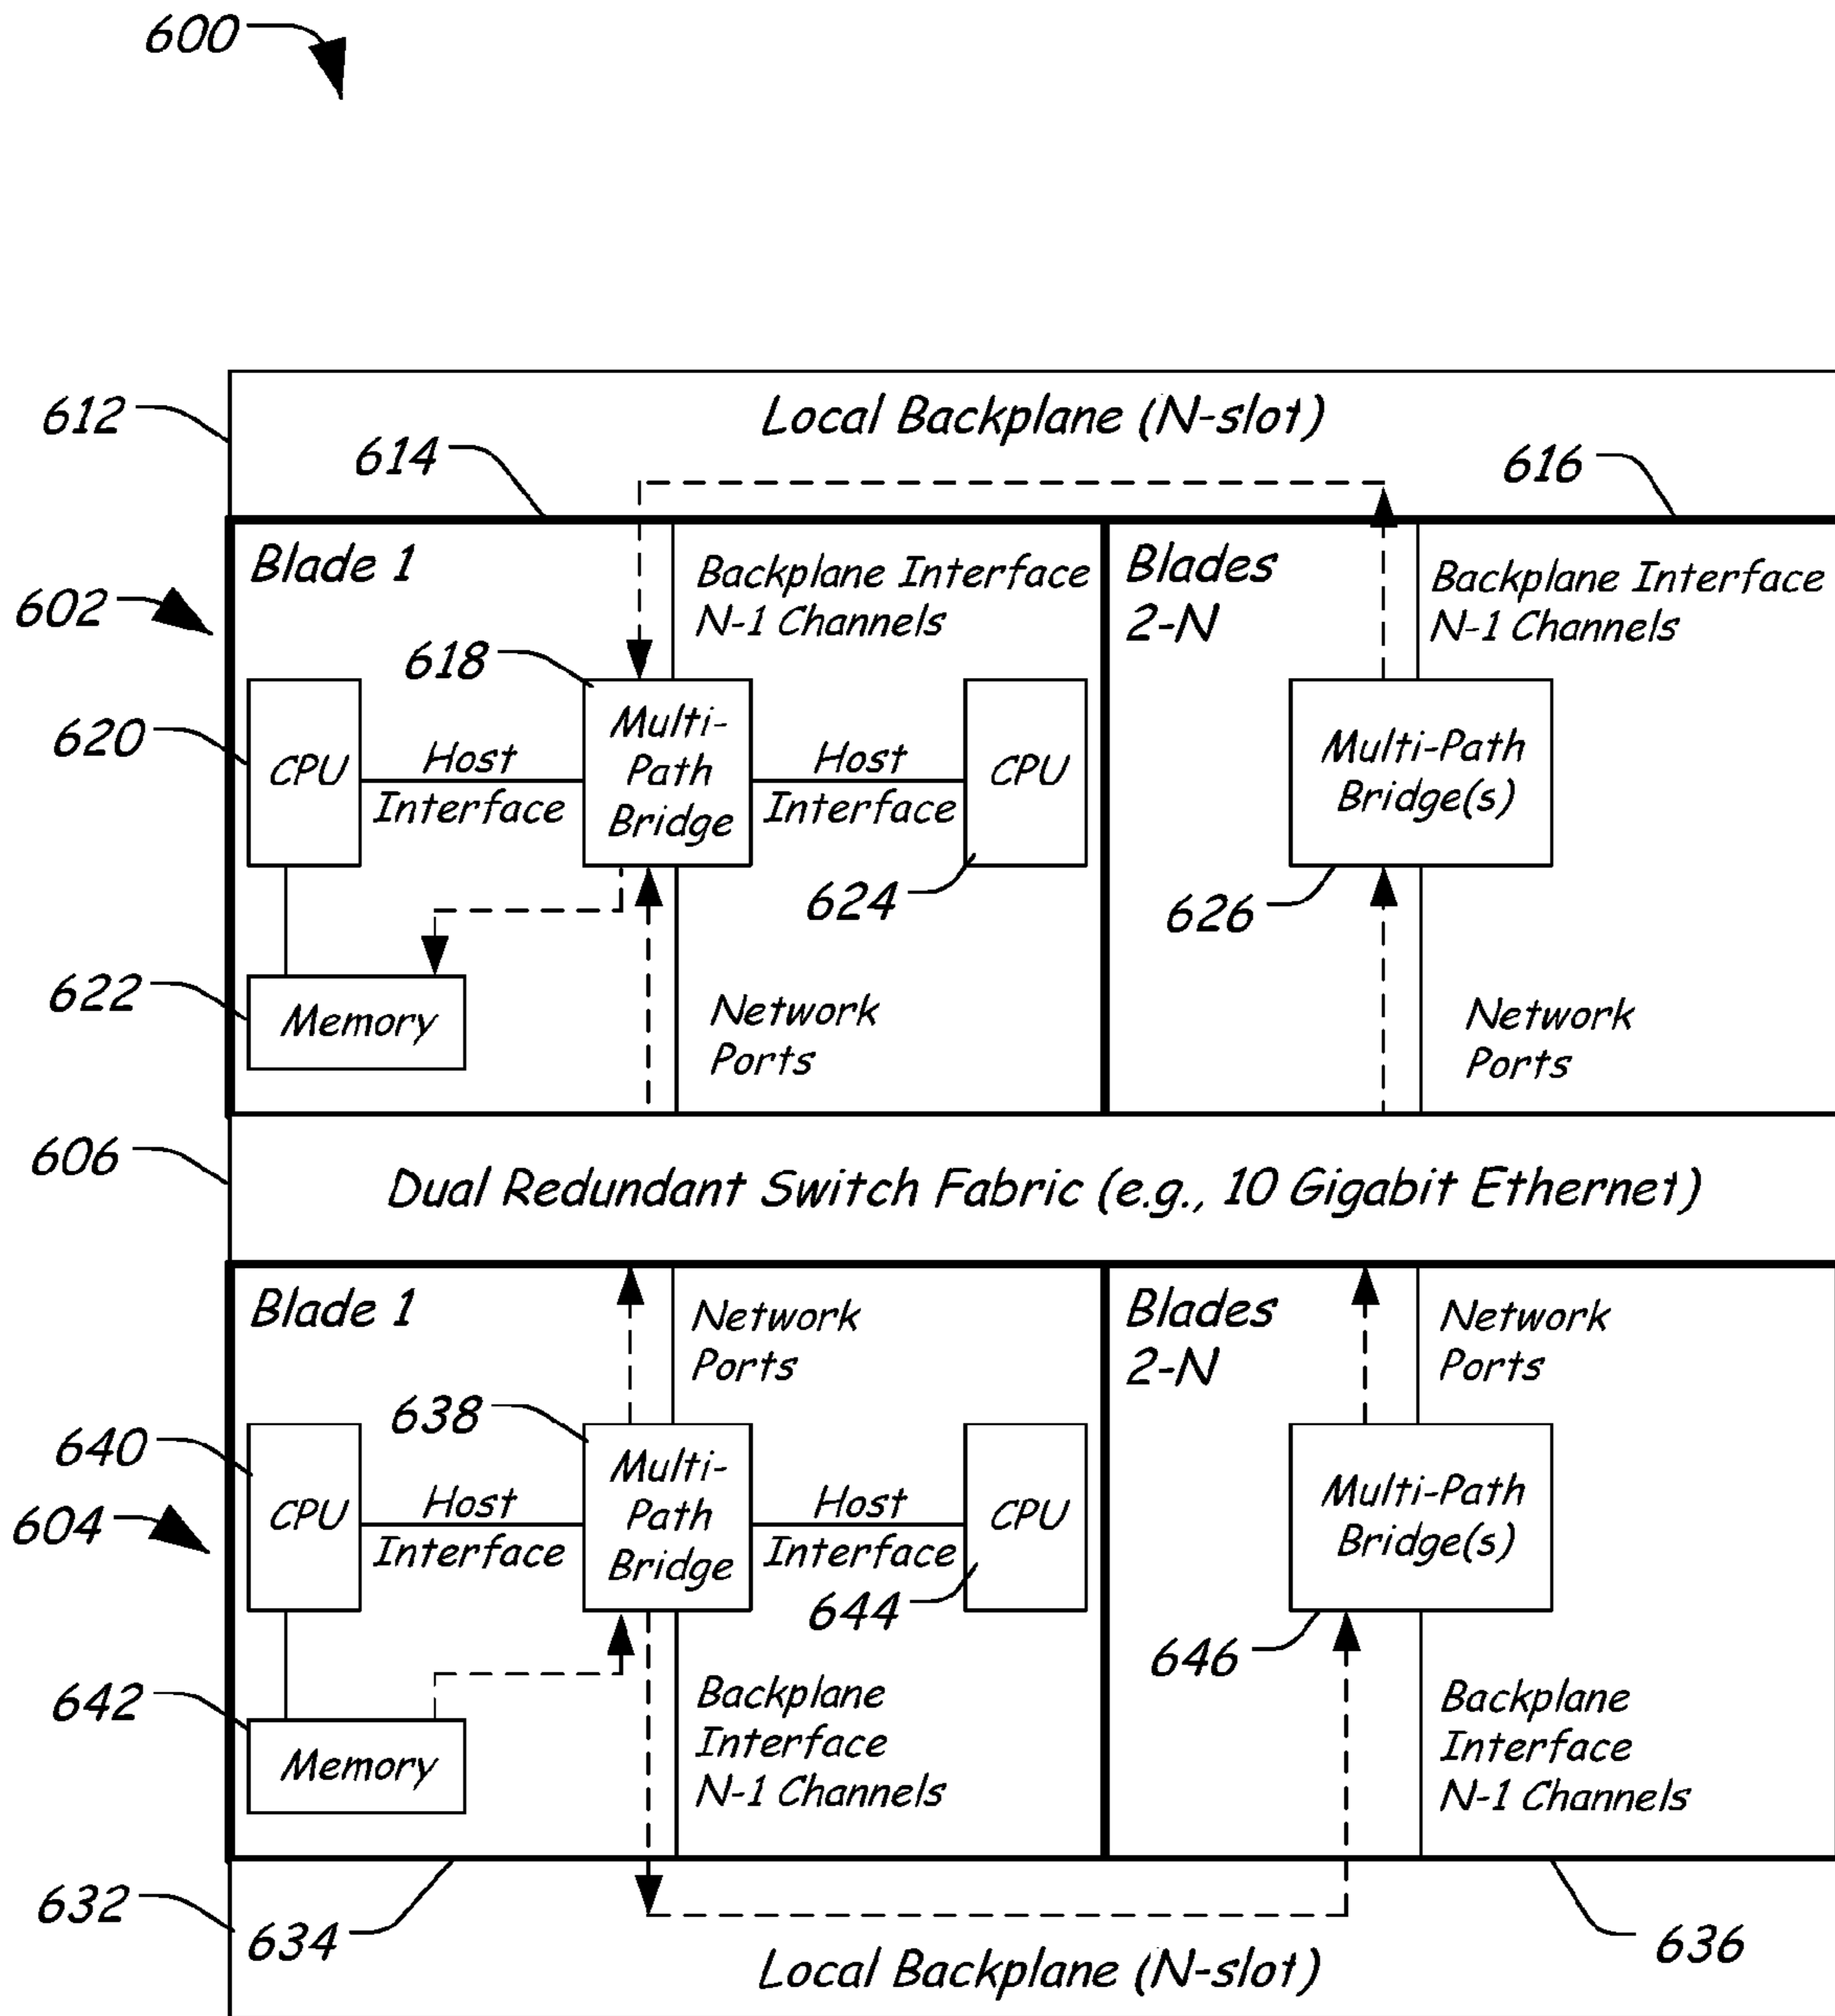 600
612
Local Backplane (N-slot)
614
616
Blade 1
Backplane Interface
N-1 Channels
Blades
2-N
Backplane Interface
N-1 Channels
602
618
620
CPU
Host
Interface
Multi-
Path
Bridge
Host
Interface
CPU
Multi-Path
Bridge(s)
624
626
622
Memory
Network
Ports
Network
Ports
606
Dual Redundant Switch Fabric (e.g., 10 Gigabit Ethernet)
Blade 1
Network
Ports
Blades
2-N
Network
Ports
638
640
CPU
Host
Interface
Multi-
Path
Bridge
Host
Interface
CPU
Multi-Path
Bridge(s)
604
644
646
642
Memory
Backplane
Interface
N-1 Channels
Backplane
Interface
N-1 Channels
632
634
636
Local Backplane (N-slot)